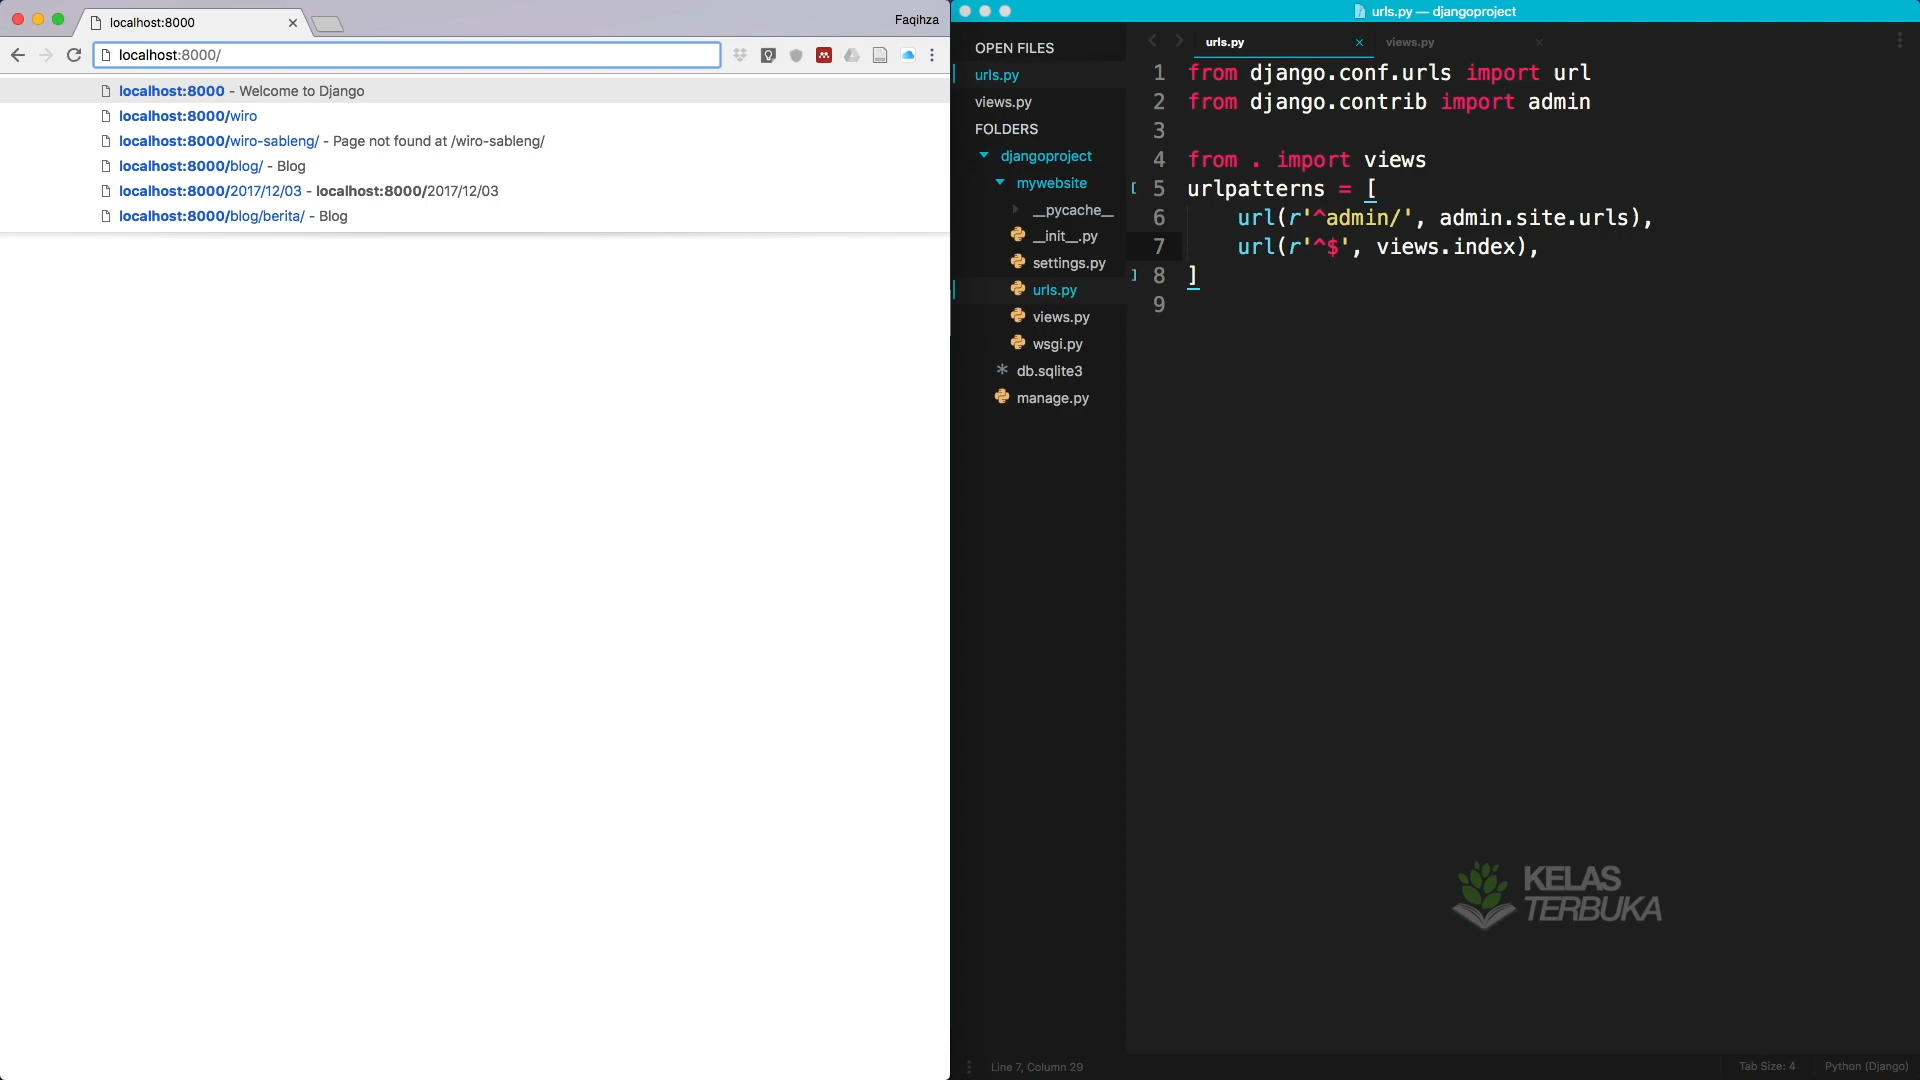 localhost:8000
Faqihza
localhost:8000/
localhost:8000 - Welcome to Django
localhost:8000/wiro
localhost:8000/wiro-sableng/ - Page not found at /wiro-sableng/
localhost:8000/blog/ - Blog
localhost:8000/2017/12/03 - localhost:8000/2017/12/03
localhost:8000/blog/berita/ - Blog
urls.py — djangoproject
OPEN FILES
urls.py
views.py
FOLDERS
djangoproject
mywebsite
__pycache__
__init__.py
settings.py
urls.py
views.py
wsgi.py
db.sqlite3
manage.py
urls.py
views.py
1 from django.conf.urls import url
2 from django.contrib import admin
3
4 from . import views
5 urlpatterns = [
6     url(r'^admin/', admin.site.urls),
7     url(r'^$', views.index),
8 ]
9
KELAS
TERBUKA
Line 7, Column 29
Tab Size: 4
Python (Django)